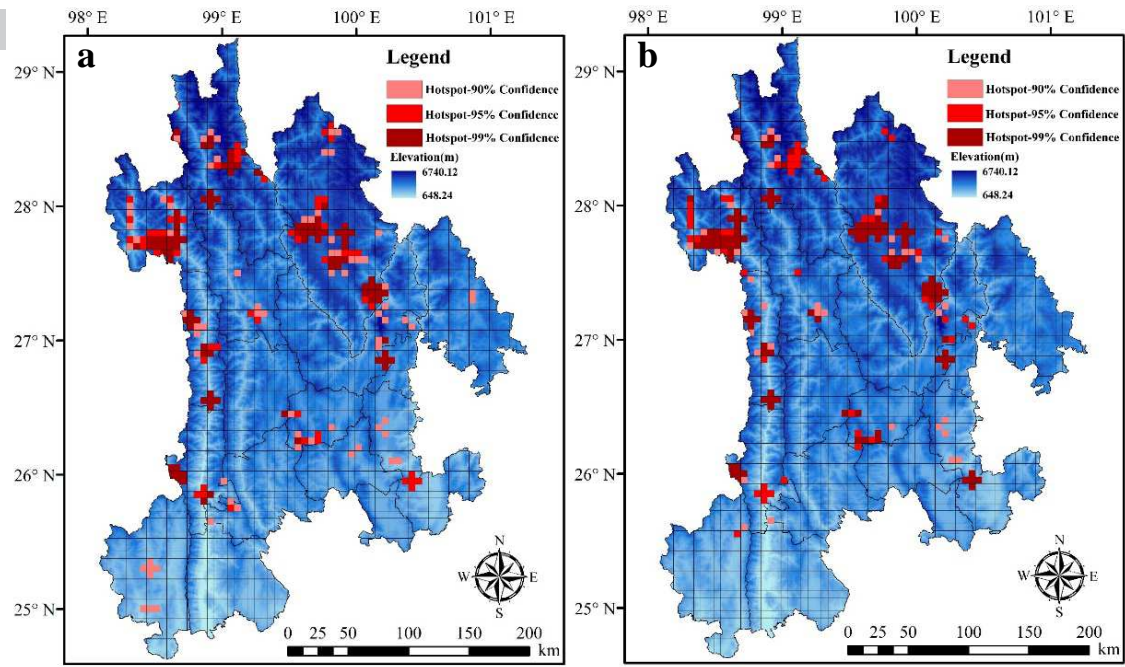 98° E 99° E 100° E 101° E
98° E 99° E 100° E 101° E
a
b
Legend
Hotspot-90% Confidence
Hotspot-95% Confidence
Hotspot-99% Confidence
Elevation(m)
6740.12
648.24
Legend
Hotspot-90% Confidence
Hotspot-95% Confidence
Hotspot-99% Confidence
Elevation(m)
6740.12
648.24
29° N
28° N
27° N
26° N
25° N
29° N
28° N
27° N
26° N
25° N
N
W E
S
N
W E
S
0 25 50 100 150 200
km
0 25 50 100 150 200
km